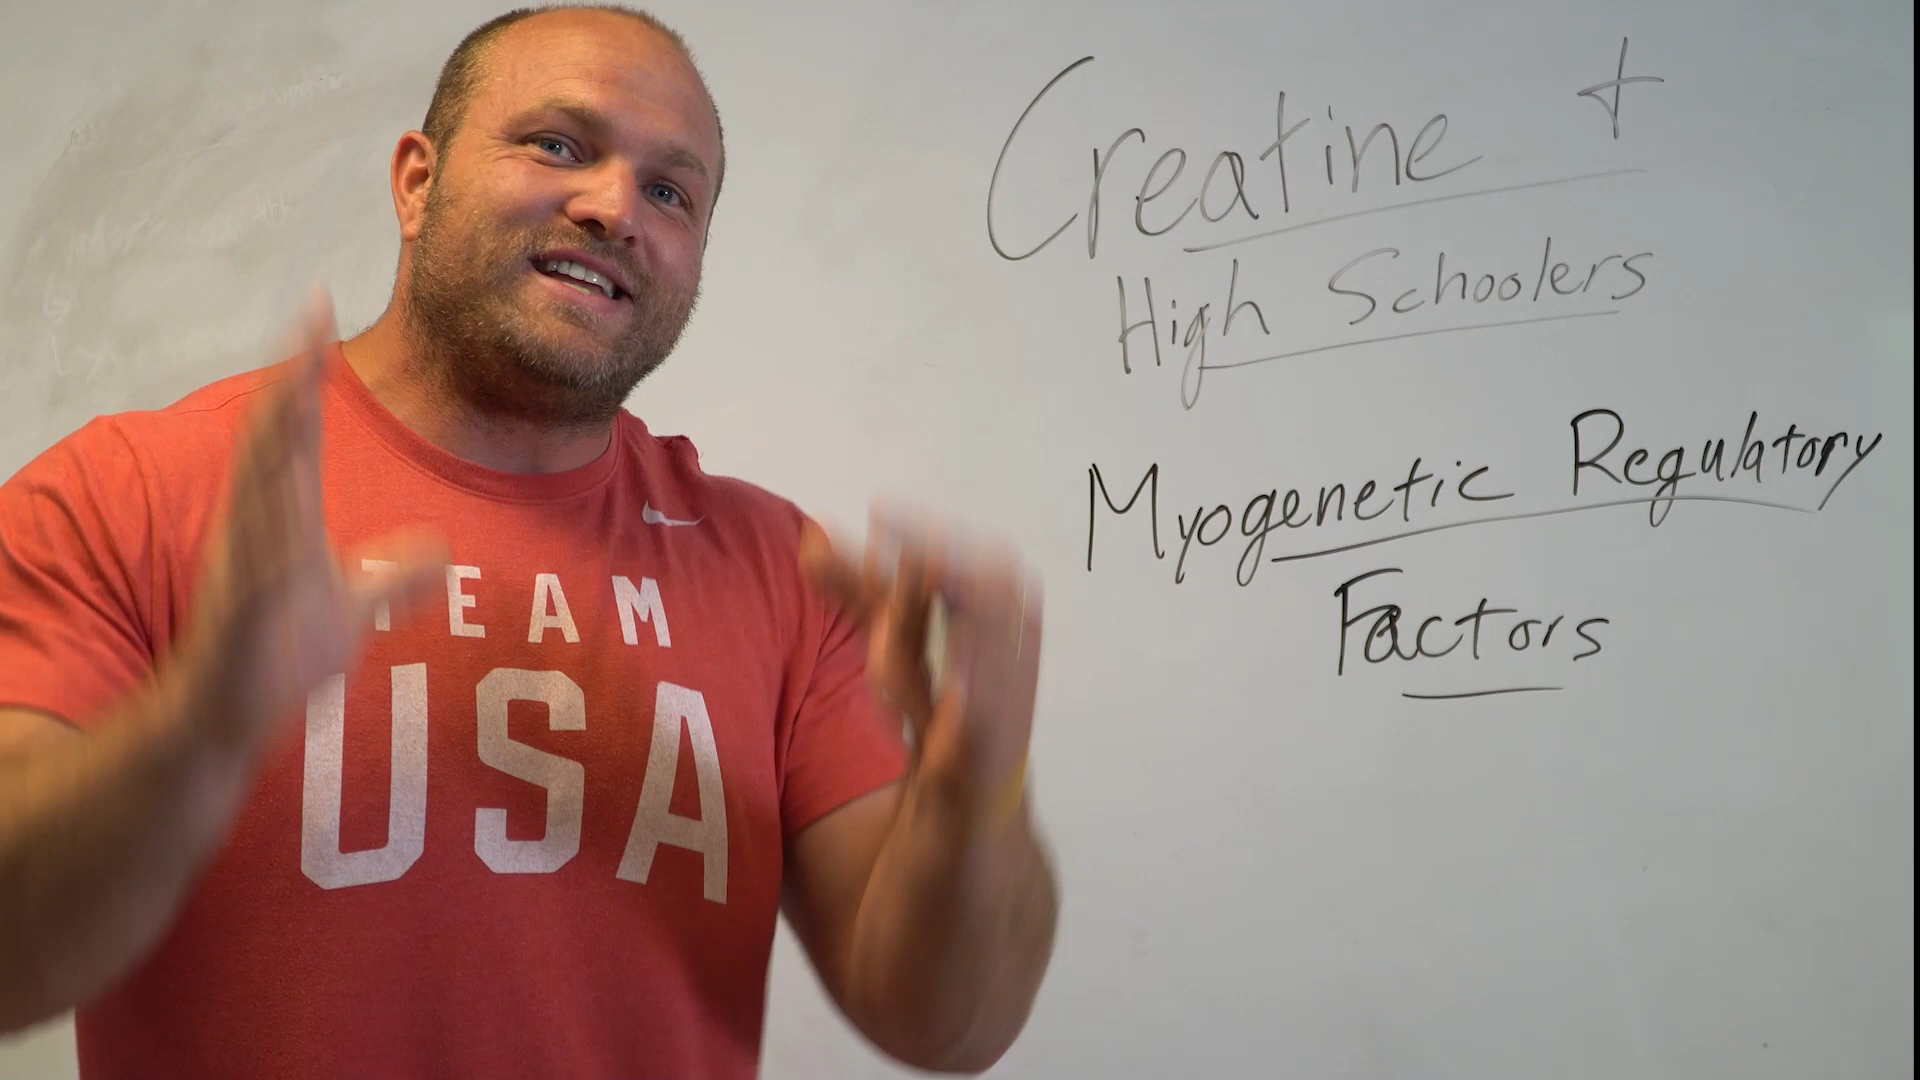 Creatine +
High Schoolers
Myogenetic Regulatory
Factors
TEAM
USA